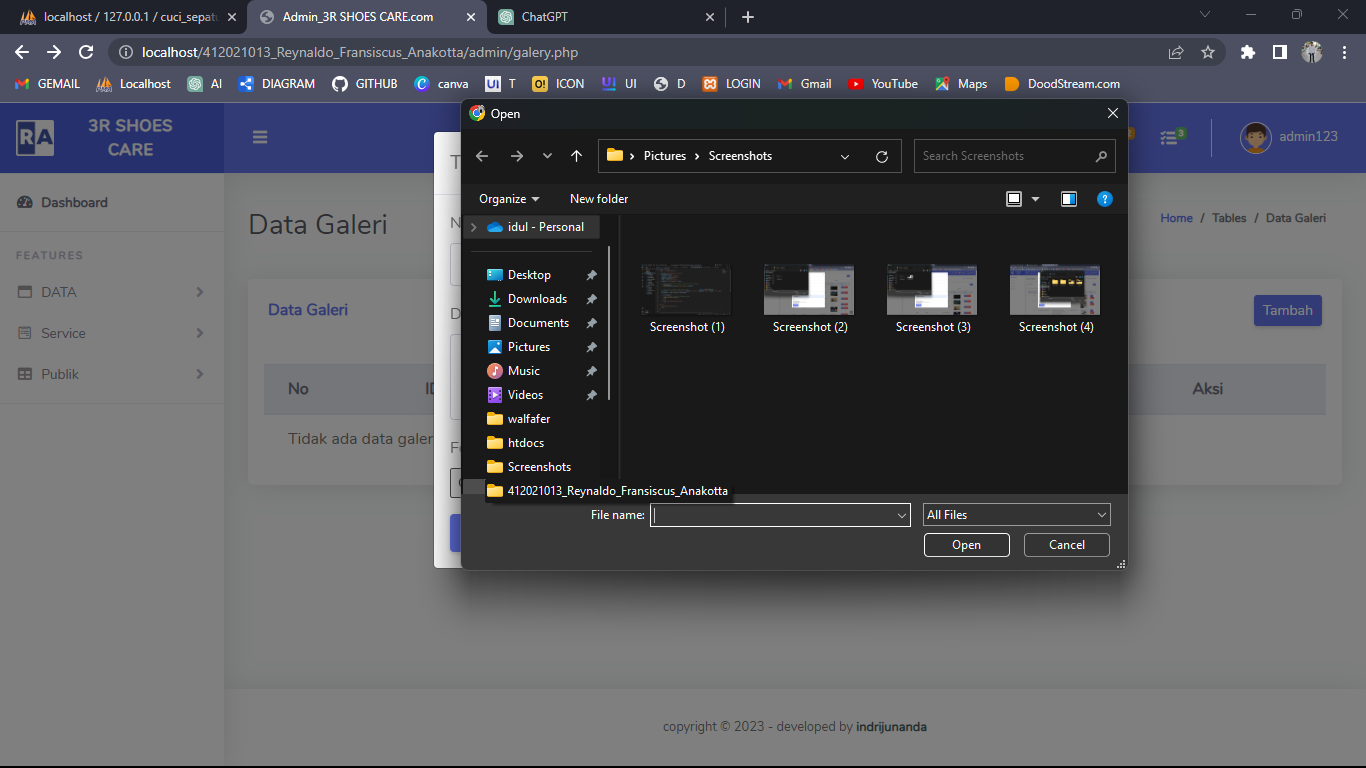 localhost / 127.0.0.1 / cuci_sepatu
Admin_3R SHOES CARE.com
ChatGPT
localhost/412021013_Reynaldo_Fransiscus_Anakotta/admin/galery.php
GEMAIL
Localhost
AI
DIAGRAM
GITHUB
canva
UI T
O! ICON
UI
D
LOGIN
Gmail
YouTube
Maps
DoodStream.com
RA
3R SHOES
CARE
3
admin123
Dashboard
FEATURES
DATA
Service
Publik
Data Galeri
Home / Tables / Data Galeri
Data Galeri
Tambah
No
Aksi
Tidak ada data galeri
Open
Pictures
Screenshots
Search Screenshots
Organize
New folder
idul - Personal
Desktop
Downloads
Documents
Pictures
Music
Videos
walfafer
htdocs
Screenshots
412021013_Reynaldo_Fransiscus_Anakotta
Screenshot (1)
Screenshot (2)
Screenshot (3)
Screenshot (4)
File name:
All Files
Open
Cancel
copyright © 2023 - developed by indrijunanda